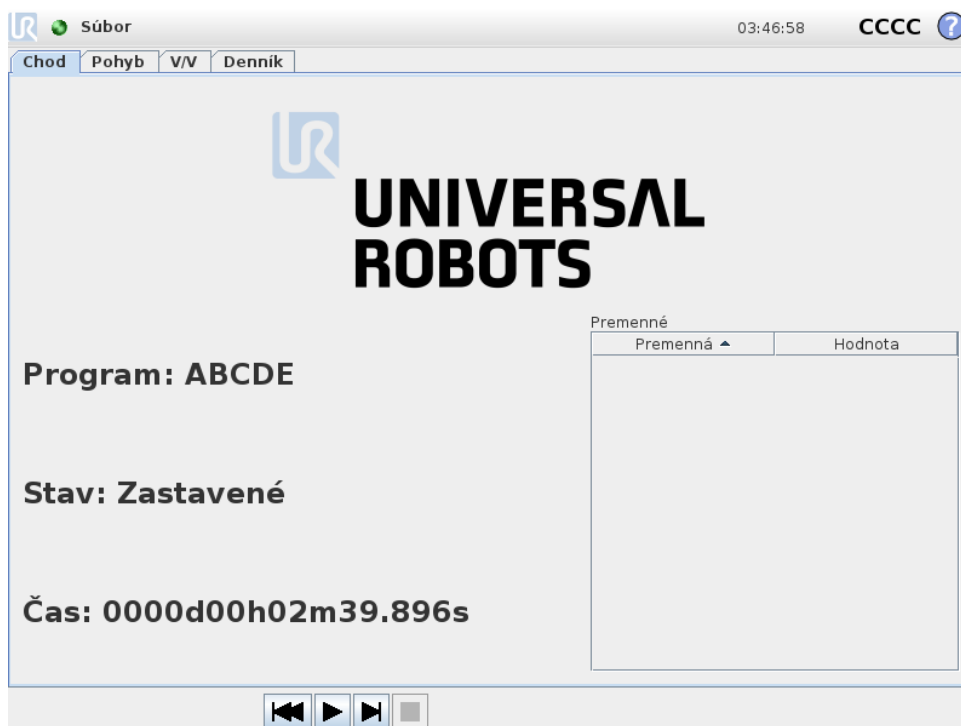 Súbor 03:46:58 CCCC ?
Chod Pohyb V/V Denník
UR
UNIVERSAL
ROBOTS
Premenné
Premenná Hodnota
Program: ABCDE
Stav: Zastavené
Čas: 0000d00h02m39.896s